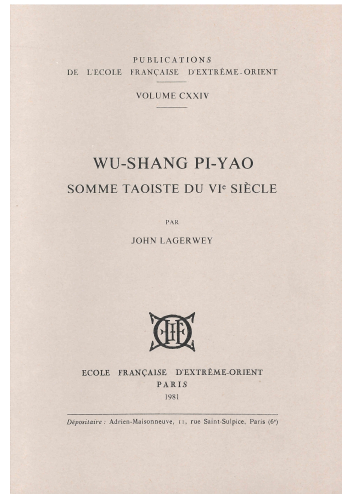 PUBLICATIONS
DE L'ECOLE FRANÇAISE D'EXTRÊME-ORIENT
VOLUME CXXIV
WU-SHANG PI-YAO
SOMME TAOISTE DU VIe SIÈCLE
PAR
JOHN LAGERWEY
ECOLE FRANÇAISE D'EXTRÊME-ORIENT
PARIS
1981
Dépositaire : Adrien-Maisonneuve, 11, rue Saint-Sulpice, Paris (6e)